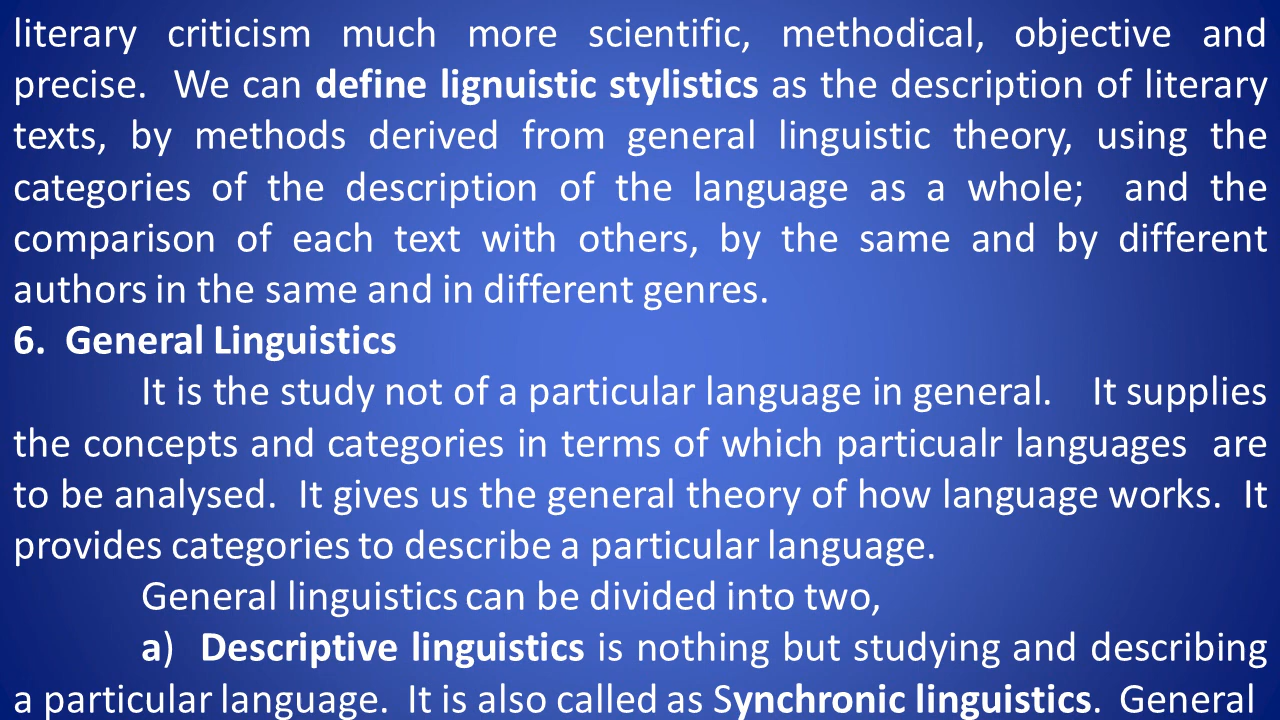 literary criticism much more scientific, methodical, objective and
precise. We can define lignuistic stylistics as the description of literary
texts, by methods derived from general linguistic theory, using the
categories of the description of the language as a whole; and the
comparison of each text with others, by the same and by different
authors in the same and in different genres.
6. General Linguistics
It is the study not of a particular language in general. It supplies
the concepts and categories in terms of which particualr languages are
to be analysed. It gives us the general theory of how language works. It
provides categories to describe a particular language.
General linguistics can be divided into two,
a) Descriptive linguistics is nothing but studying and describing
a particular language. It is also called as Synchronic linguistics. General